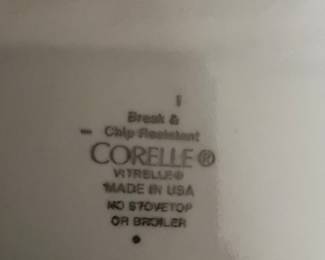 Break &
Chip Resistant
CORELLE®
VITRELLE®
MADE IN USA
NO STOVETOP
OR BROILER